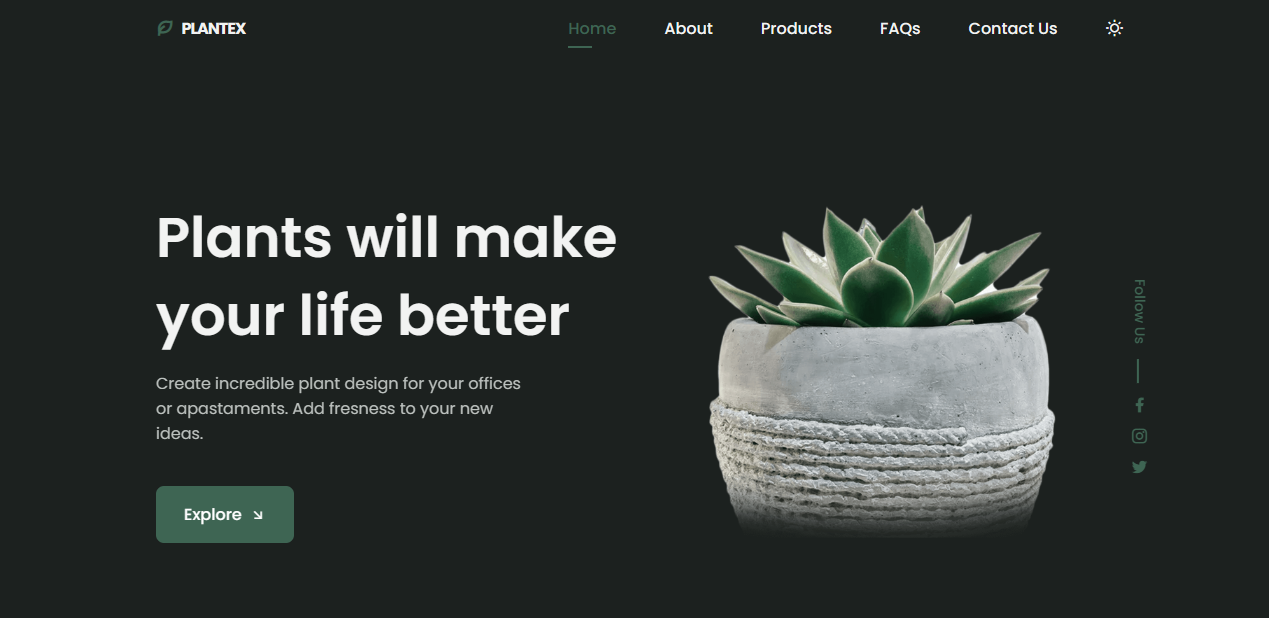 PLANTEX
Home
About
Products
FAQs
Contact Us
Plants will make
your life better
Create incredible plant design for your offices
or apastaments. Add fresness to your new
ideas.
Explore
Follow Us